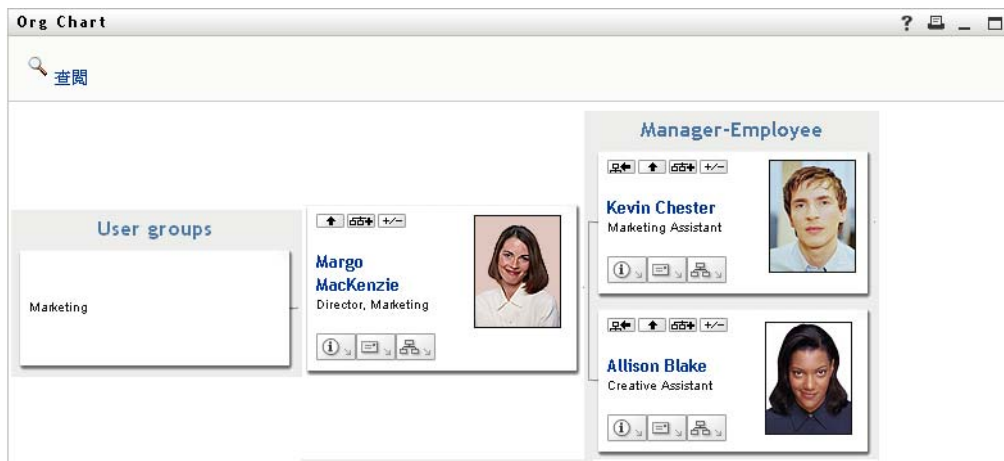 Org Chart
?
查閱
Manager-Employee
+/-
Kevin Chester
Marketing Assistant
User groups
Marketing
+/-
Margo
MacKenzie
Director, Marketing
+/-
Allison Blake
Creative Assistant